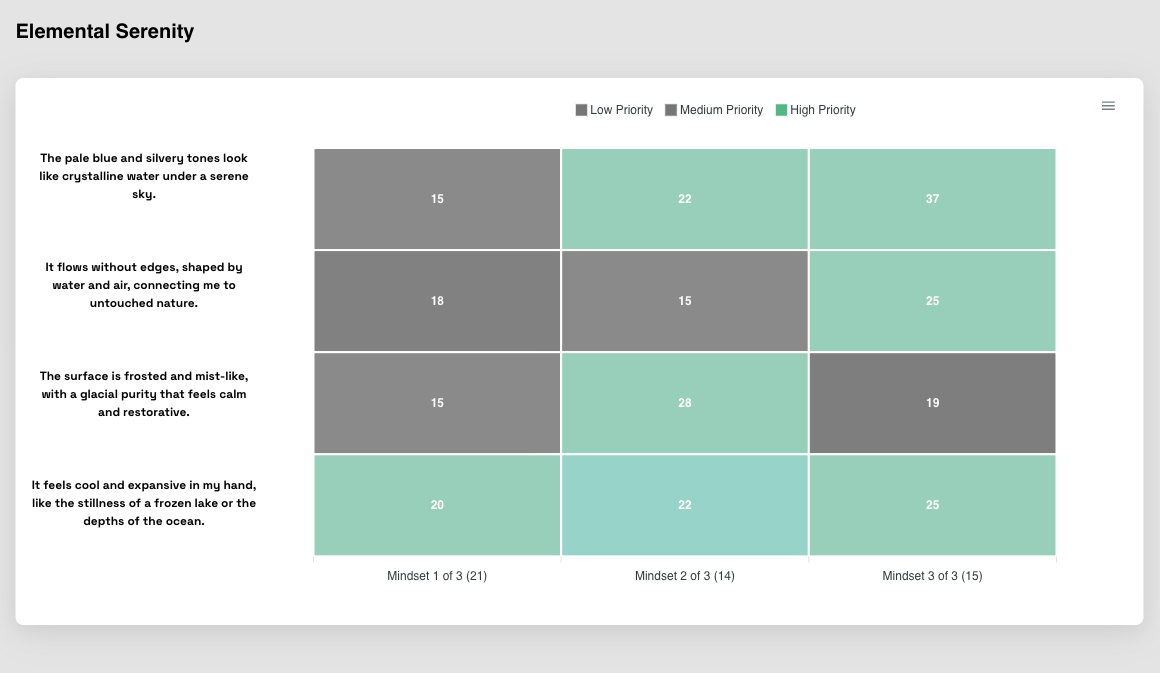 Elemental Serenity
Low Priority
Medium Priority
High Priority
The pale blue and silvery tones look
like crystalline water under a serene
sky.
15
22
37
It flows without edges, shaped by
water and air, connecting me to
untouched nature.
18
15
25
The surface is frosted and mist-like,
with a glacial purity that feels calm
and restorative.
15
28
19
It feels cool and expansive in my hand,
like the stillness of a frozen lake or the
depths of the ocean.
20
22
25
Mindset 1 of 3 (21)
Mindset 2 of 3 (14)
Mindset 3 of 3 (15)